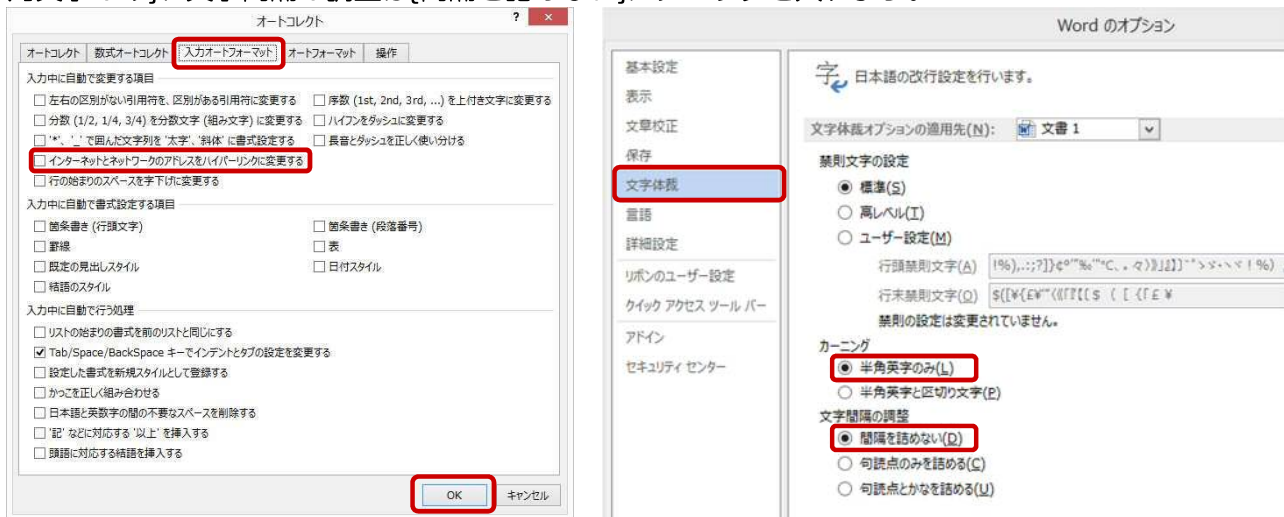 オートコレクト
? ×
オートコレクト 数式オートコレクト 入力オートフォーマット オートフォーマット 操作
入力中に自動で変更する項目
左右の区別がない引用符を、区別がある引用符に変更する 序数 (1st, 2nd, 3rd, ...) を上付き文字に変更する
分数 (1/2, 1/4, 3/4) を分数文字 (組み文字) に変更する ハイフンをダッシュに変更する
'*'、'_' で囲んだ文字列を '太字'、'斜体' に書式設定する 長音とダッシュを正しく使い分ける
インターネットとネットワークのアドレスをハイパーリンクに変更する
行の始まりのスペースを字下げに変更する
入力中に自動で書式設定する項目
箇条書き (行頭文字) 箇条書き (段落番号)
罫線 表
既定の見出しスタイル 日付スタイル
結語のスタイル
入力中に自動で行う処理
リストの始まりの書式を前のリストと同じにする
Tab/Space/BackSpace キーでインデントとタブの設定を変更する
設定した書式を新規スタイルとして登録する
かっこを正しく組み合わせる
日本語と英数字の間の不要なスペースを削除する
'記' などに対応する '以上' を挿入する
頭語に対応する結語を挿入する
OK キャンセル
Word のオプション
基本設定
表示
文章校正
保存
文字体裁
言語
詳細設定
リボンのユーザー設定
クイック アクセス ツール バー
アドイン
セキュリティ センター
字 日本語の改行設定を行います。
文字体裁オプションの適用先(N): 文書 1
禁則文字の設定
標準(S)
高レベル(T)
ユーザー設定(M)
行頭禁則文字(A)
行末禁則文字(O)
禁則の設定は変更されていません。
カーニング
半角英字のみ(L)
半角英字と区切り文字(P)
文字間隔の調整
間隔を詰めない(D)
句読点のみを詰める(C)
句読点とかなを詰める(U)